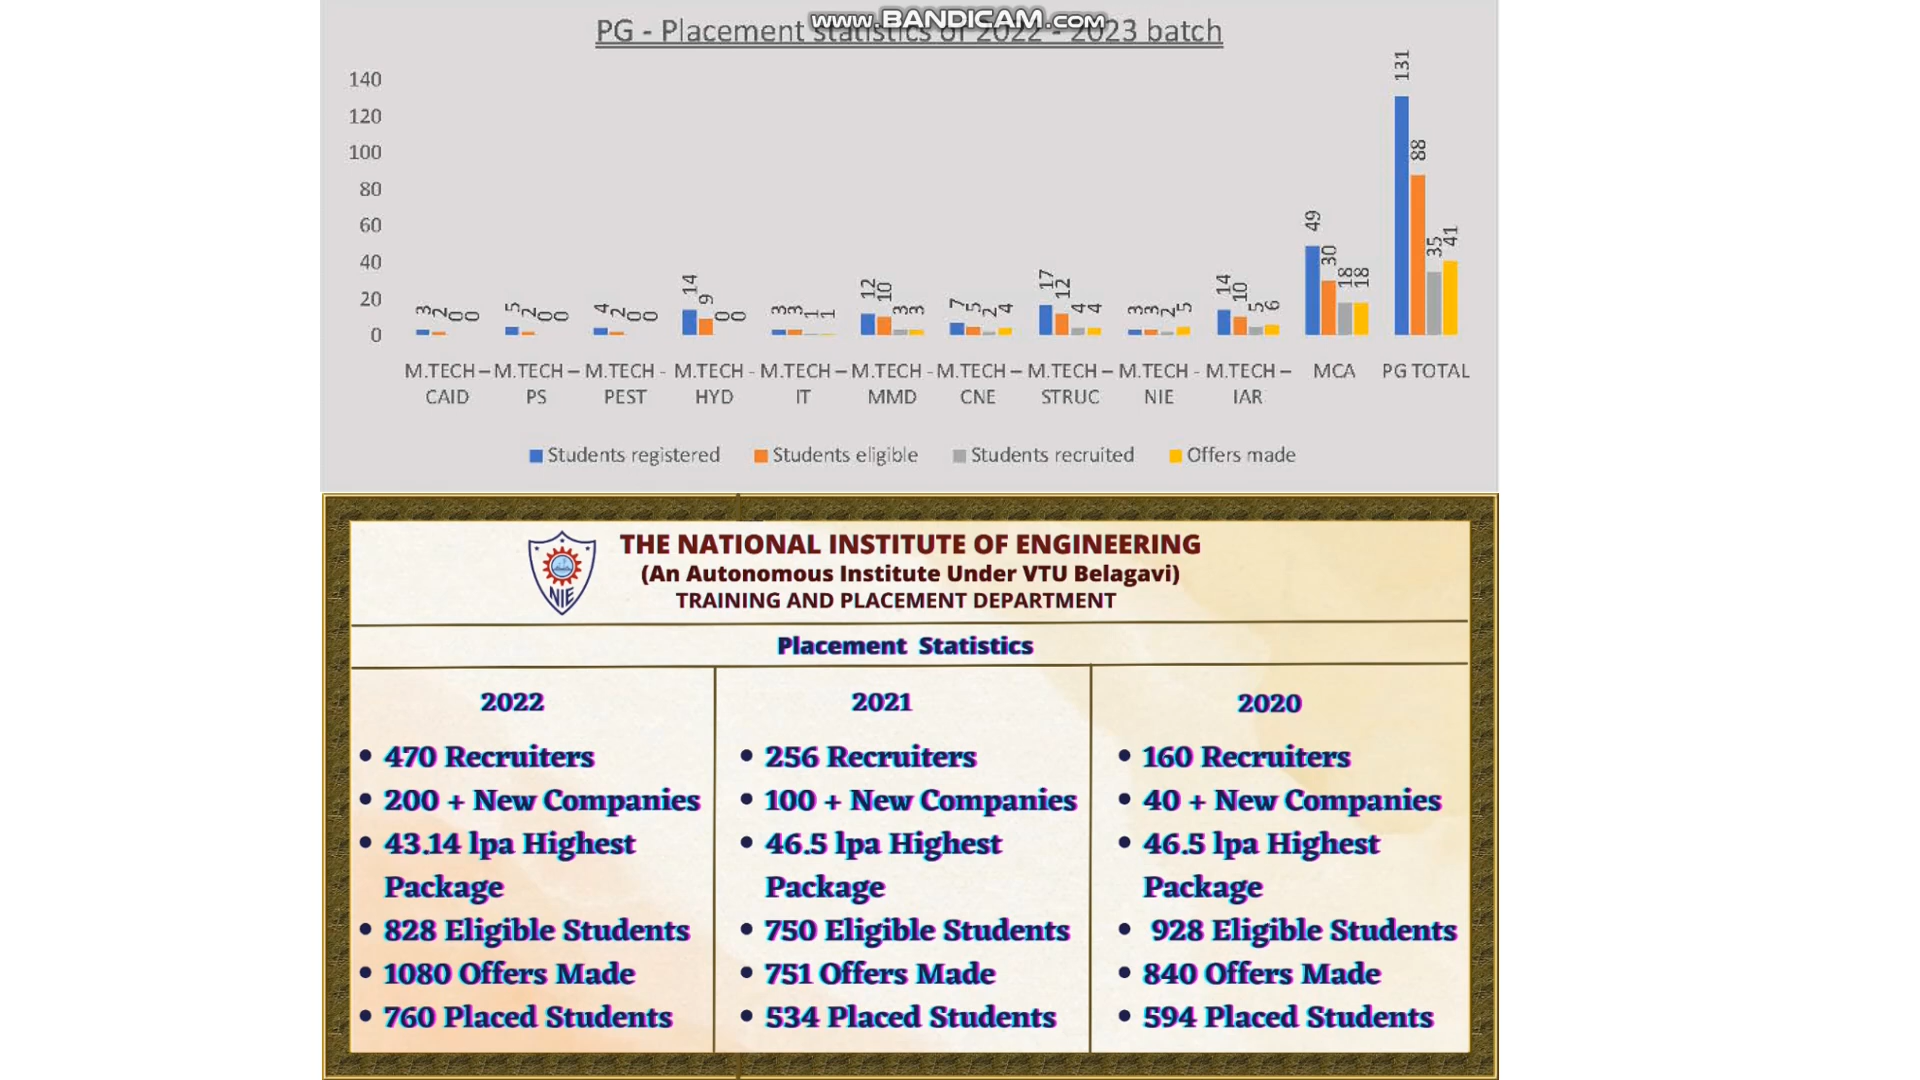 www.BANDICAM.com
PG - Placement statistics of 2022 - 2023 batch
140
120
100
80
60
40
20
0
3 2 0 0 5 2 0 0 4 2 0 0 14 9 0 0 3 3 1 1 12 10 3 3 7 5 2 4 17 12 4 4 3 3 2 5 14 10 5 6 49 30 18 18 131 88 35 41
M.TECH – M.TECH – M.TECH - M.TECH - M.TECH – M.TECH - M.TECH – M.TECH – M.TECH - M.TECH – MCA PG TOTAL
CAID PS PEST HYD IT MMD CNE STRUC NIE IAR
Students registered Students eligible Students recruited Offers made
THE NATIONAL INSTITUTE OF ENGINEERING
(An Autonomous Institute Under VTU Belagavi)
TRAINING AND PLACEMENT DEPARTMENT
NIE
Placement Statistics
2022
• 470 Recruiters
• 200 + New Companies
• 43.14 lpa Highest
Package
• 828 Eligible Students
• 1080 Offers Made
• 760 Placed Students
2021
• 256 Recruiters
• 100 + New Companies
• 46.5 lpa Highest
Package
• 750 Eligible Students
• 751 Offers Made
• 534 Placed Students
2020
• 160 Recruiters
• 40 + New Companies
• 46.5 lpa Highest
Package
• 928 Eligible Students
• 840 Offers Made
• 594 Placed Students